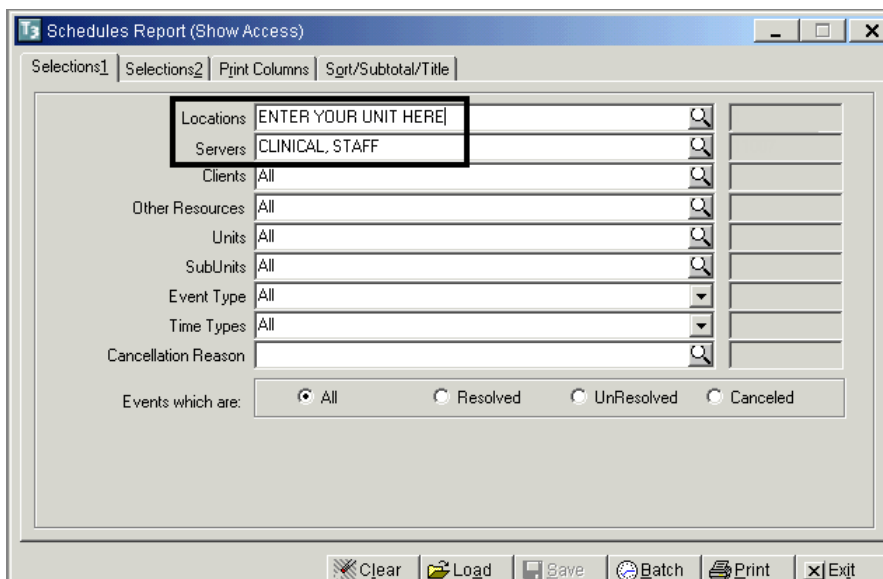 T3 Schedules Report (Show Access)
Selections1 Selections2 Print Columns Sort/Subtotal/Title
Locations ENTER YOUR UNIT HERE
Servers CLINICAL, STAFF
Clients All
Other Resources All
Units All
SubUnits All
Event Type All
Time Types All
Cancellation Reason
Events which are: All Resolved UnResolved Canceled
Clear Load Save Batch Print Exit